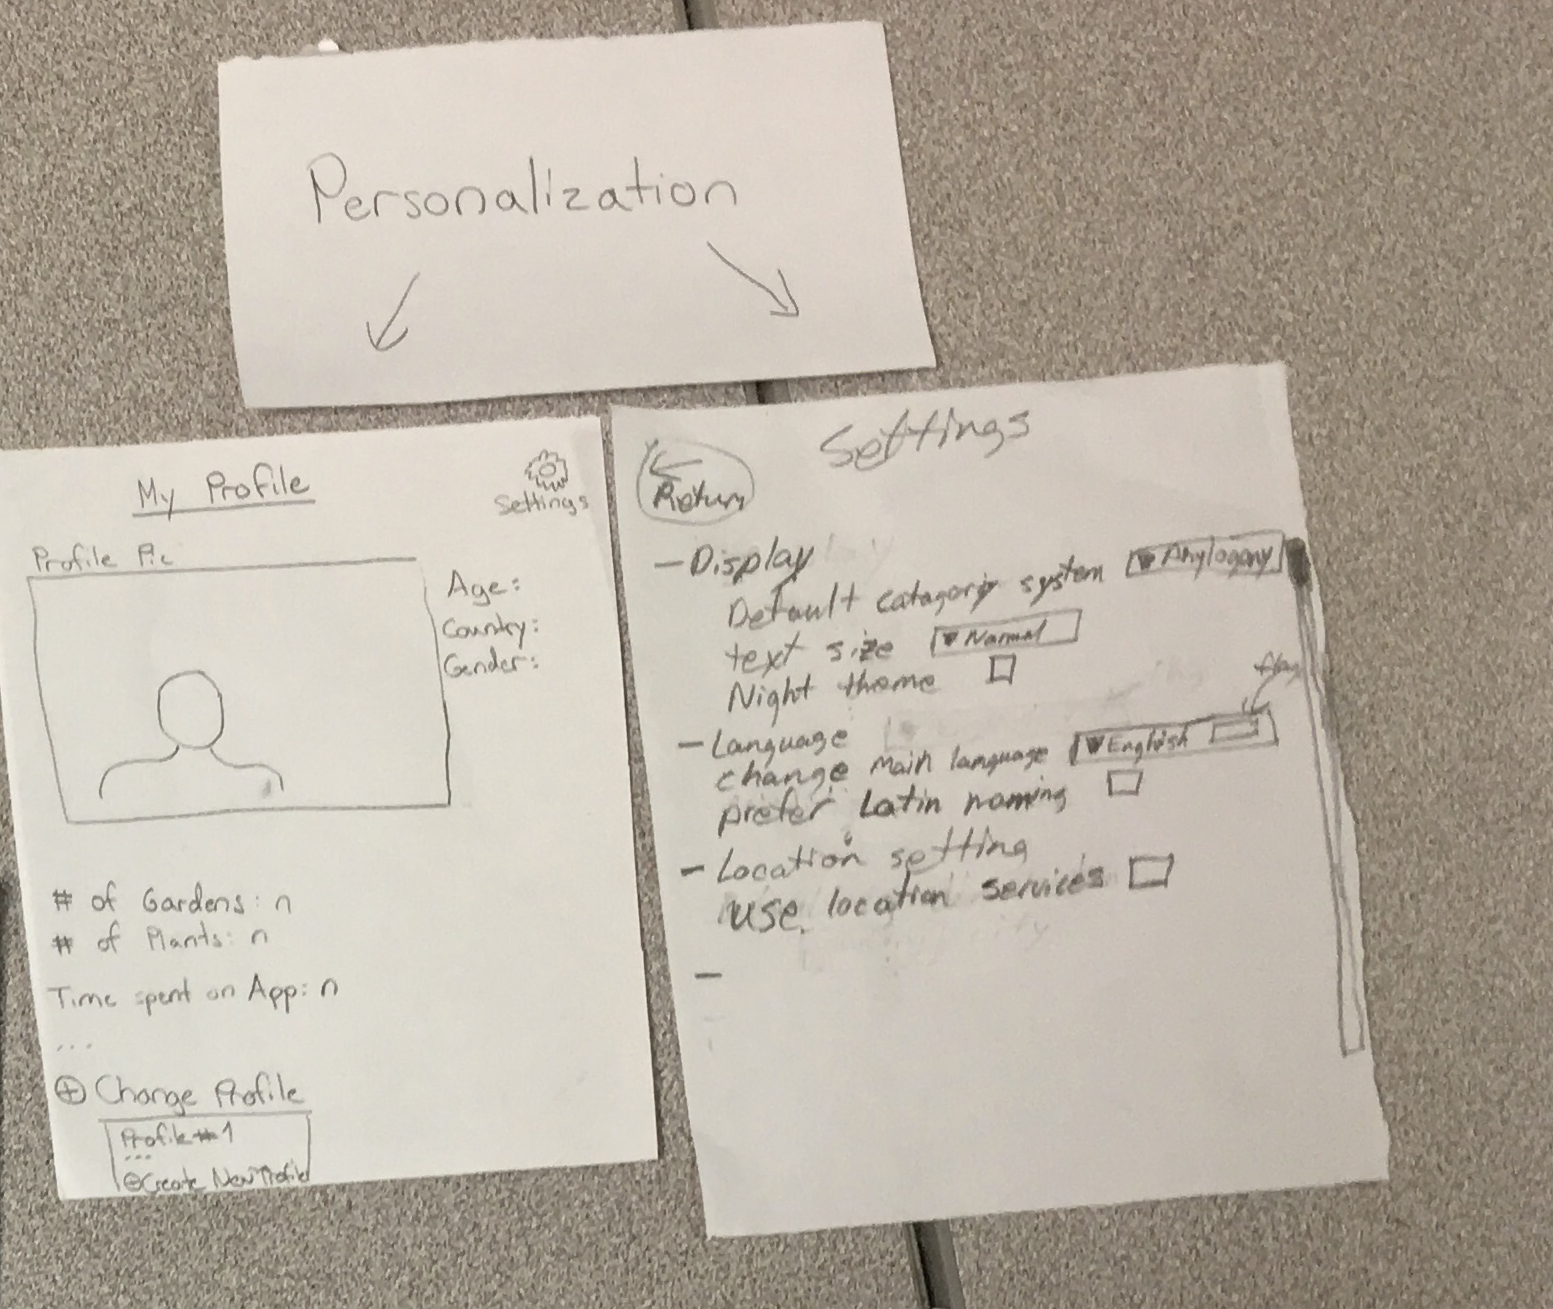 Personalization
My Profile
Settings
Profile Pic
Age:
Country:
Gender:
# of Gardens: n
# of Plants: n
Time spent on App: n
...
Change Profile
Profile #1
...
Create New Profile
Settings
Return
- Display
Default catagory system
text size Normal
Night theme
flag
- Language
change main language English
prefer Latin naming
- Location setting
use location services
-